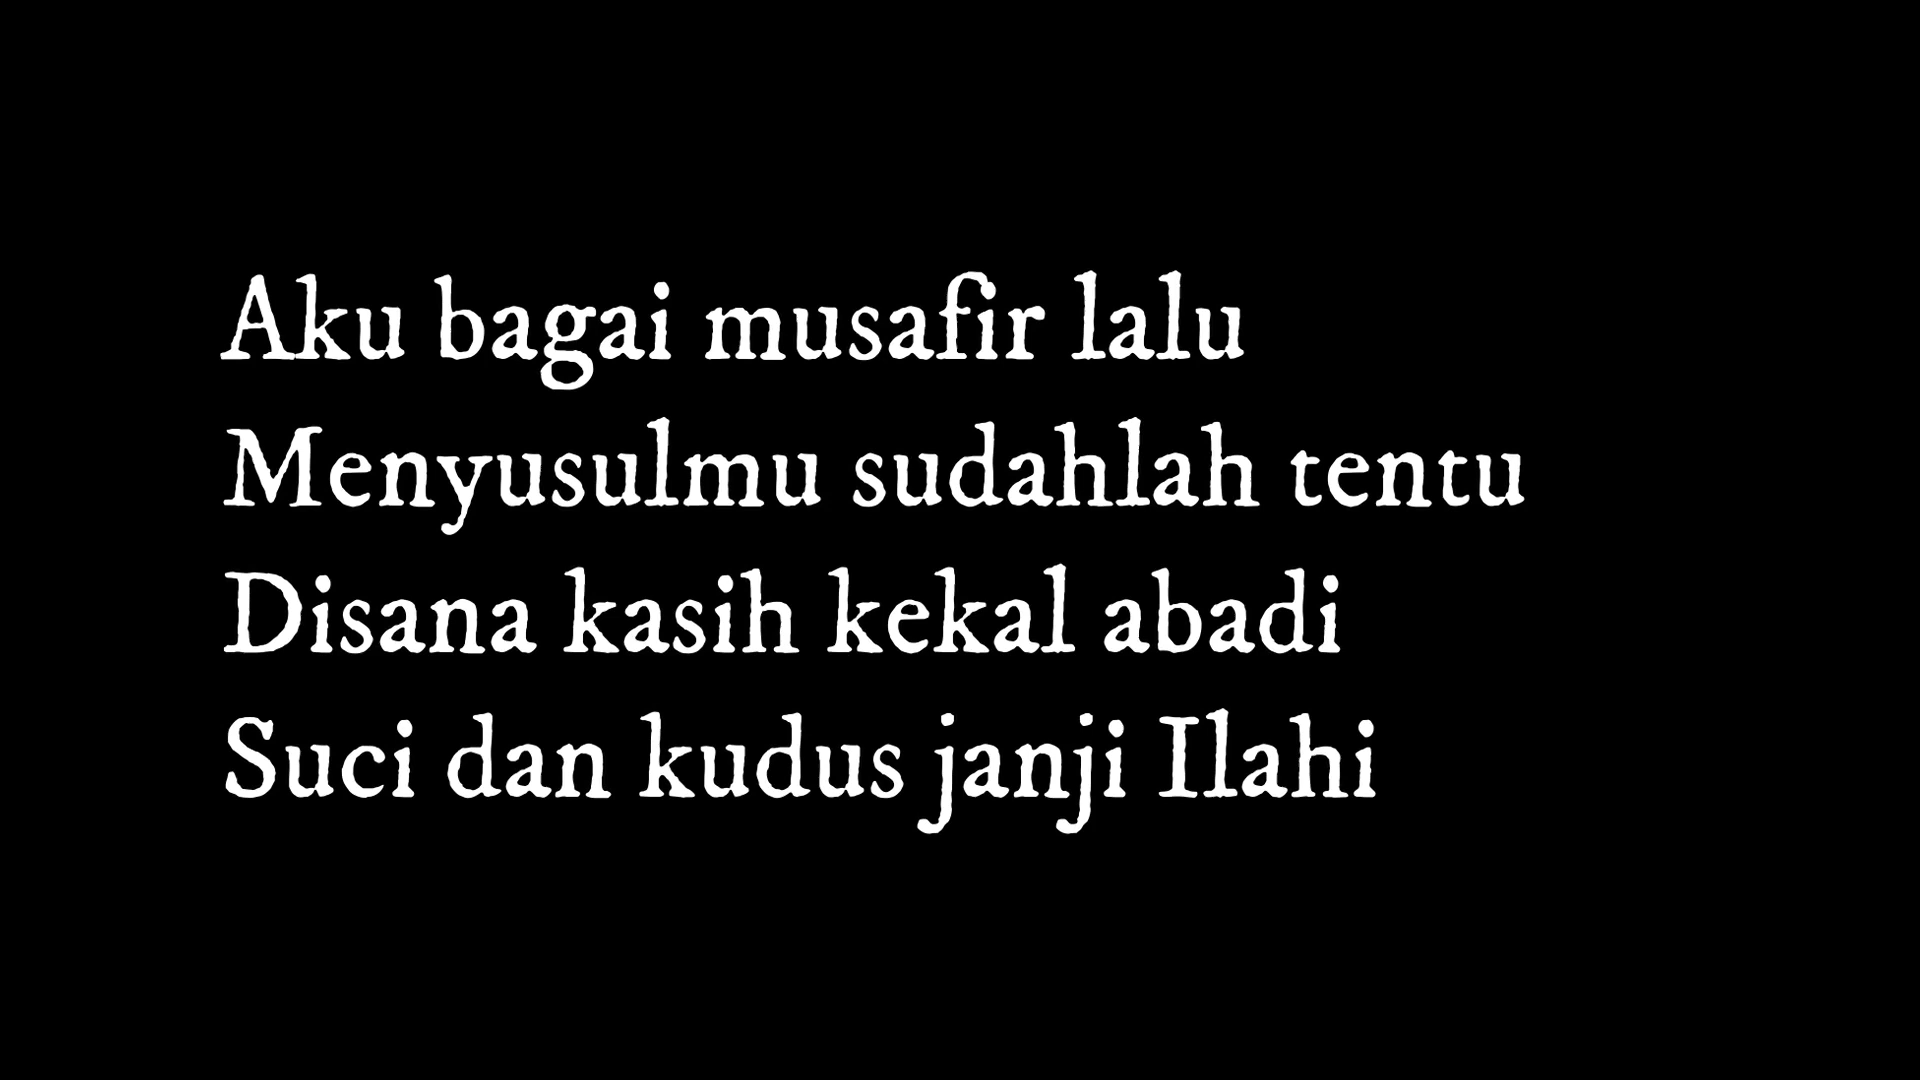 Aku bagai musafir lalu
Menyusulmu sudahlah tentu
Disana kasih kekal abadi
Suci dan kudus janji Ilahi